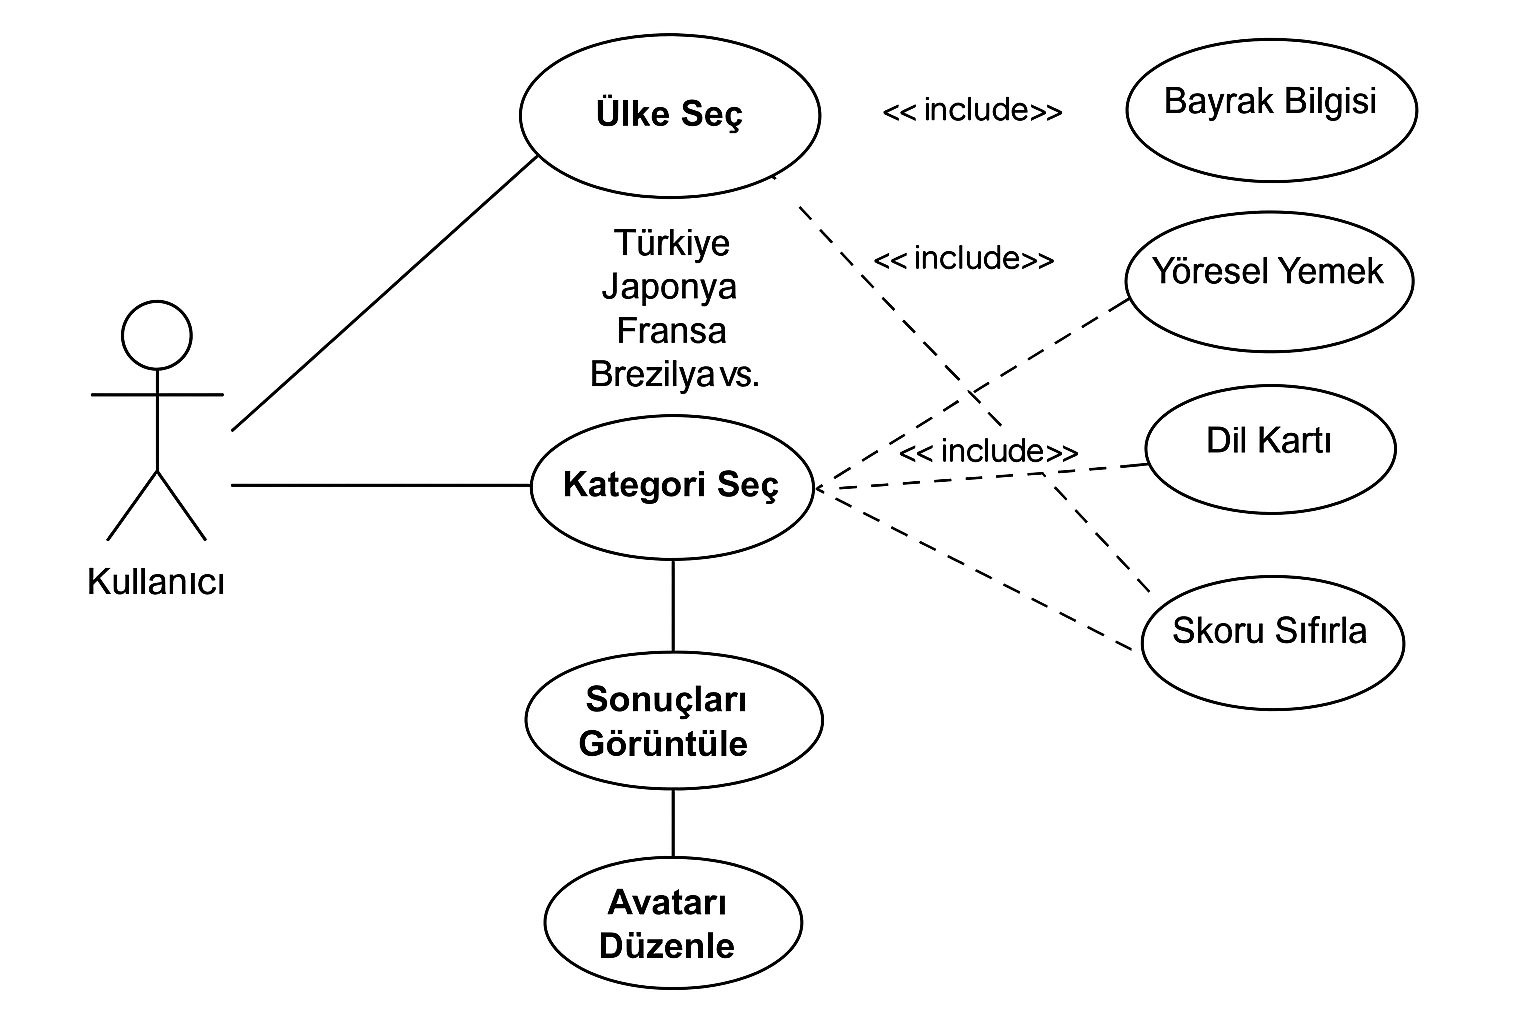 Ülke Seç
<< include>>
Bayrak Bilgisi
Türkiye
Japonya
Fransa
Brezilya vs.
<< include>>
Yöresel Yemek
Kategori Seç
<< include>>
Dil Kartı
Kullanıcı
Skoru Sıfırla
Sonuçları
Görüntüle
Avatarı
Düzenle